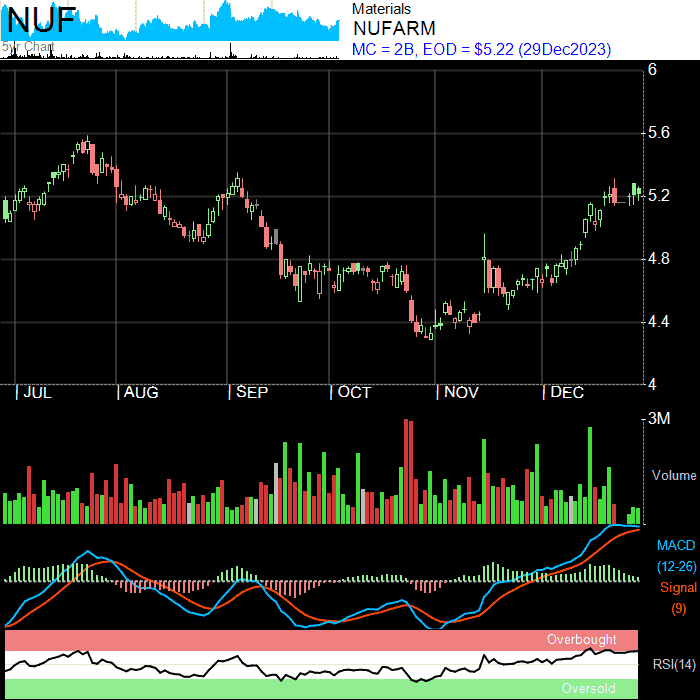 NUF
5yr Chart
Materials
NUFARM
MC = 2B, EOD = $5.22 (29Dec2023)
6
5.6
5.2
4.8
4.4
4
JUL AUG SEP OCT NOV DEC
3M
Volume
MACD
(12-26)
Signal
(9)
Overbought
RSI(14)
Oversold